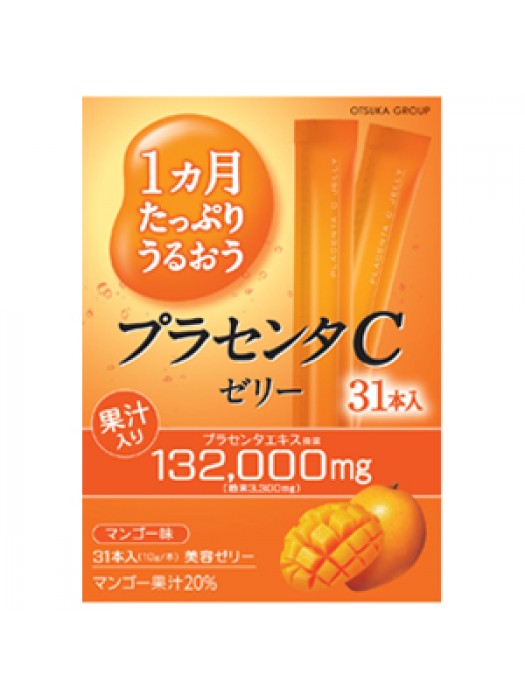 OTSUKA GROUP
1ヵ月
たっぷり
うるおう
PLACENTA C JELLY
PLACENTA C JELLY
プラセンタC
ゼリー
31本入
果汁
入り
プラセンタエキス換算
132,000mg
(粉末3,300mg)
マンゴー味
31本入(10g/本) 美容ゼリー
マンゴー果汁20%